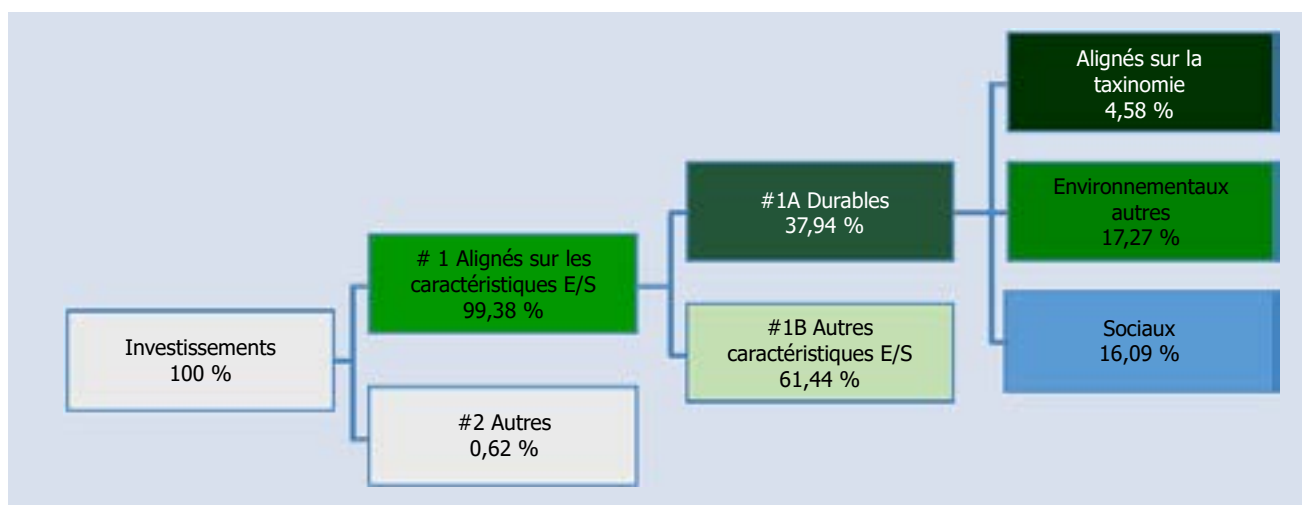 Investissements
100 %
# 1 Alignés sur les
caractéristiques E/S
99,38 %
#2 Autres
0,62 %
#1A Durables
37,94 %
#1B Autres
caractéristiques E/S
61,44 %
Alignés sur la
taxinomie
4,58 %
Environnementaux
autres
17,27 %
Sociaux
16,09 %